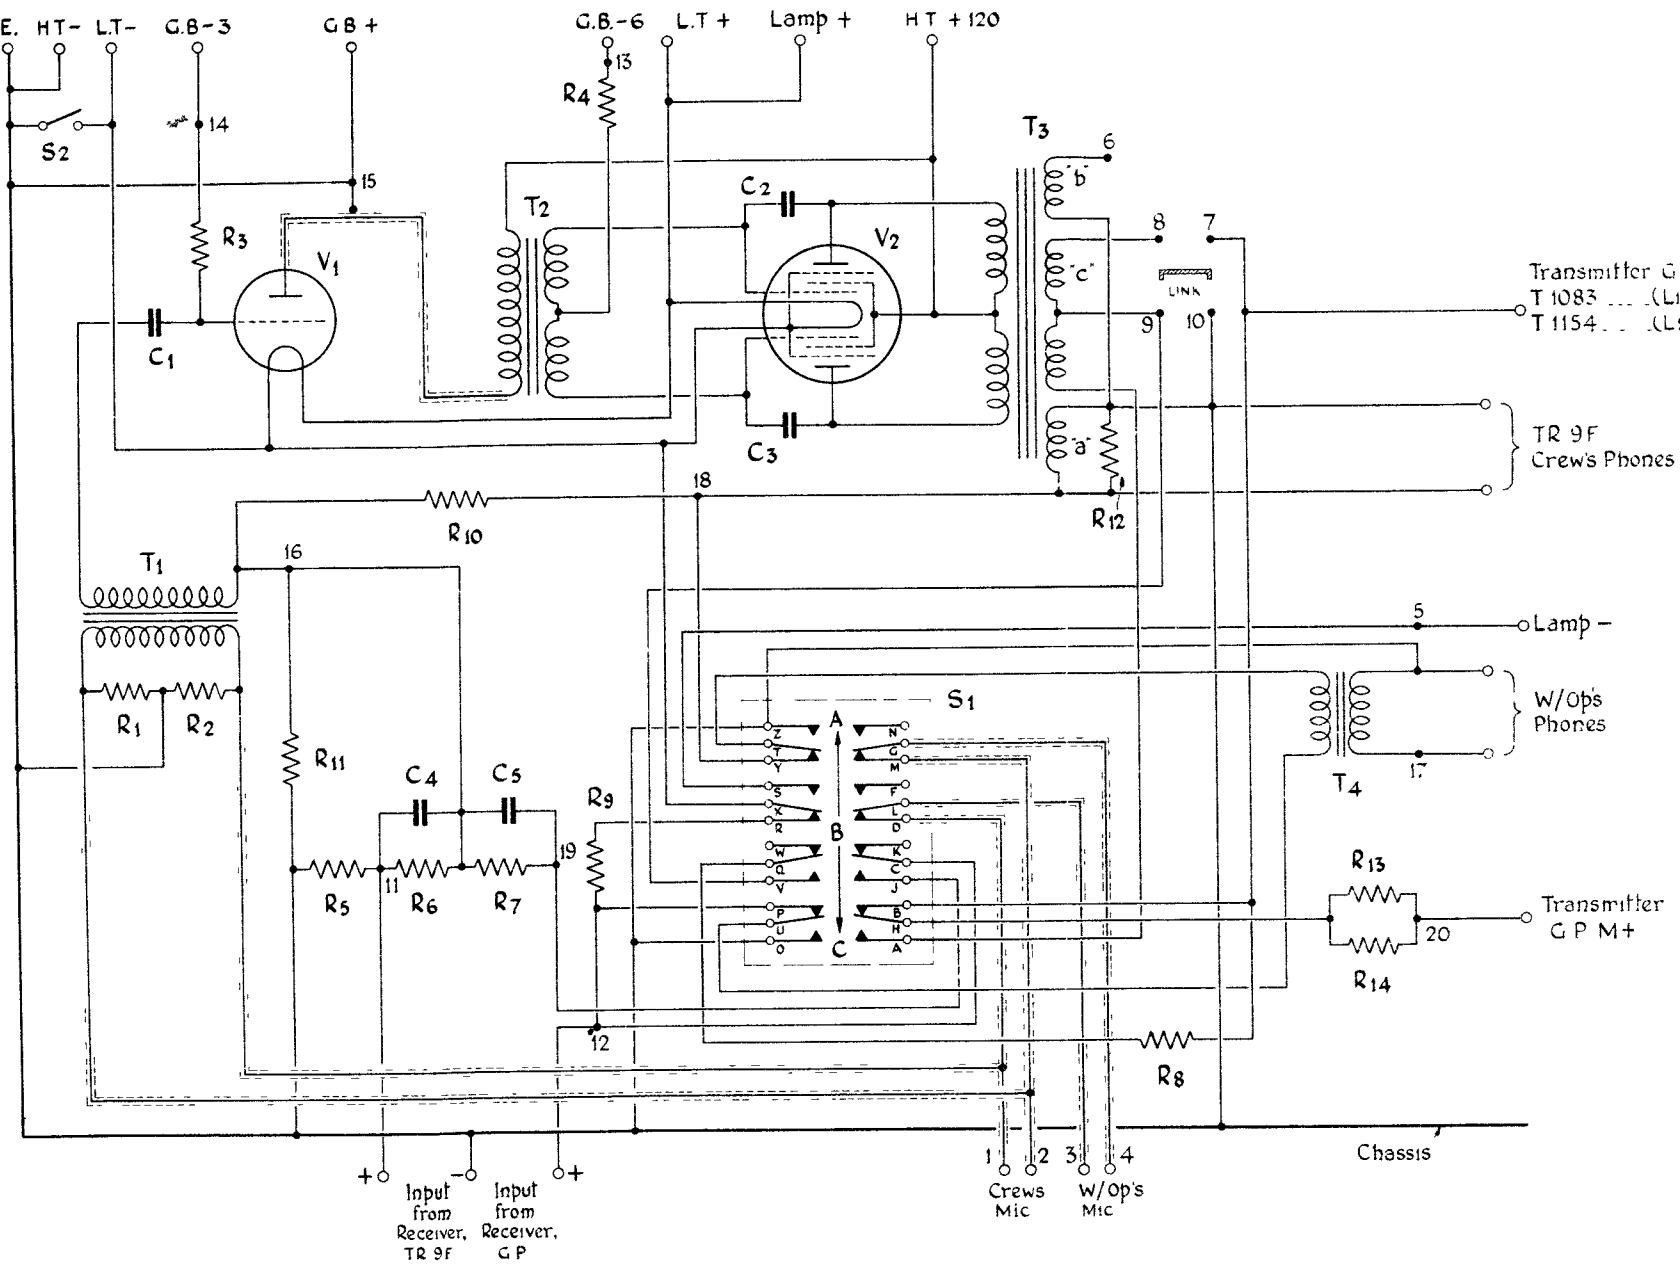 E. HT- L.T- G.B-3 G B + G.B.-6 L.T + Lamp + H T + 120
13
R4
14
S2
T3
6
"b"
15
C2
T2
R3
V1
V2
8 7
"c"
LINK
Transmitter G
T 1083
T 1154
9 10
C1
C3
"a"
TR 9F
Crew's Phones
18
R10
R12
T1
16
5
Lamp -
S1
W/Op's
Phones
R1 R2
R11
T4
17
C4 C5
R9
A
B
C
Z
T
Y
S
X
R
W
Q
V
P
U
O
N
G
M
F
L
D
K
C
J
B
H
A
19
11
R5 R6 R7
R13
Transmitter
G P M+
20
R14
12
R8
Chassis
+ - +
1 2 3 4
Input
from
Receiver,
TR 9F
Input
from
Receiver,
G P
Crews
Mic
W/Op's
Mic